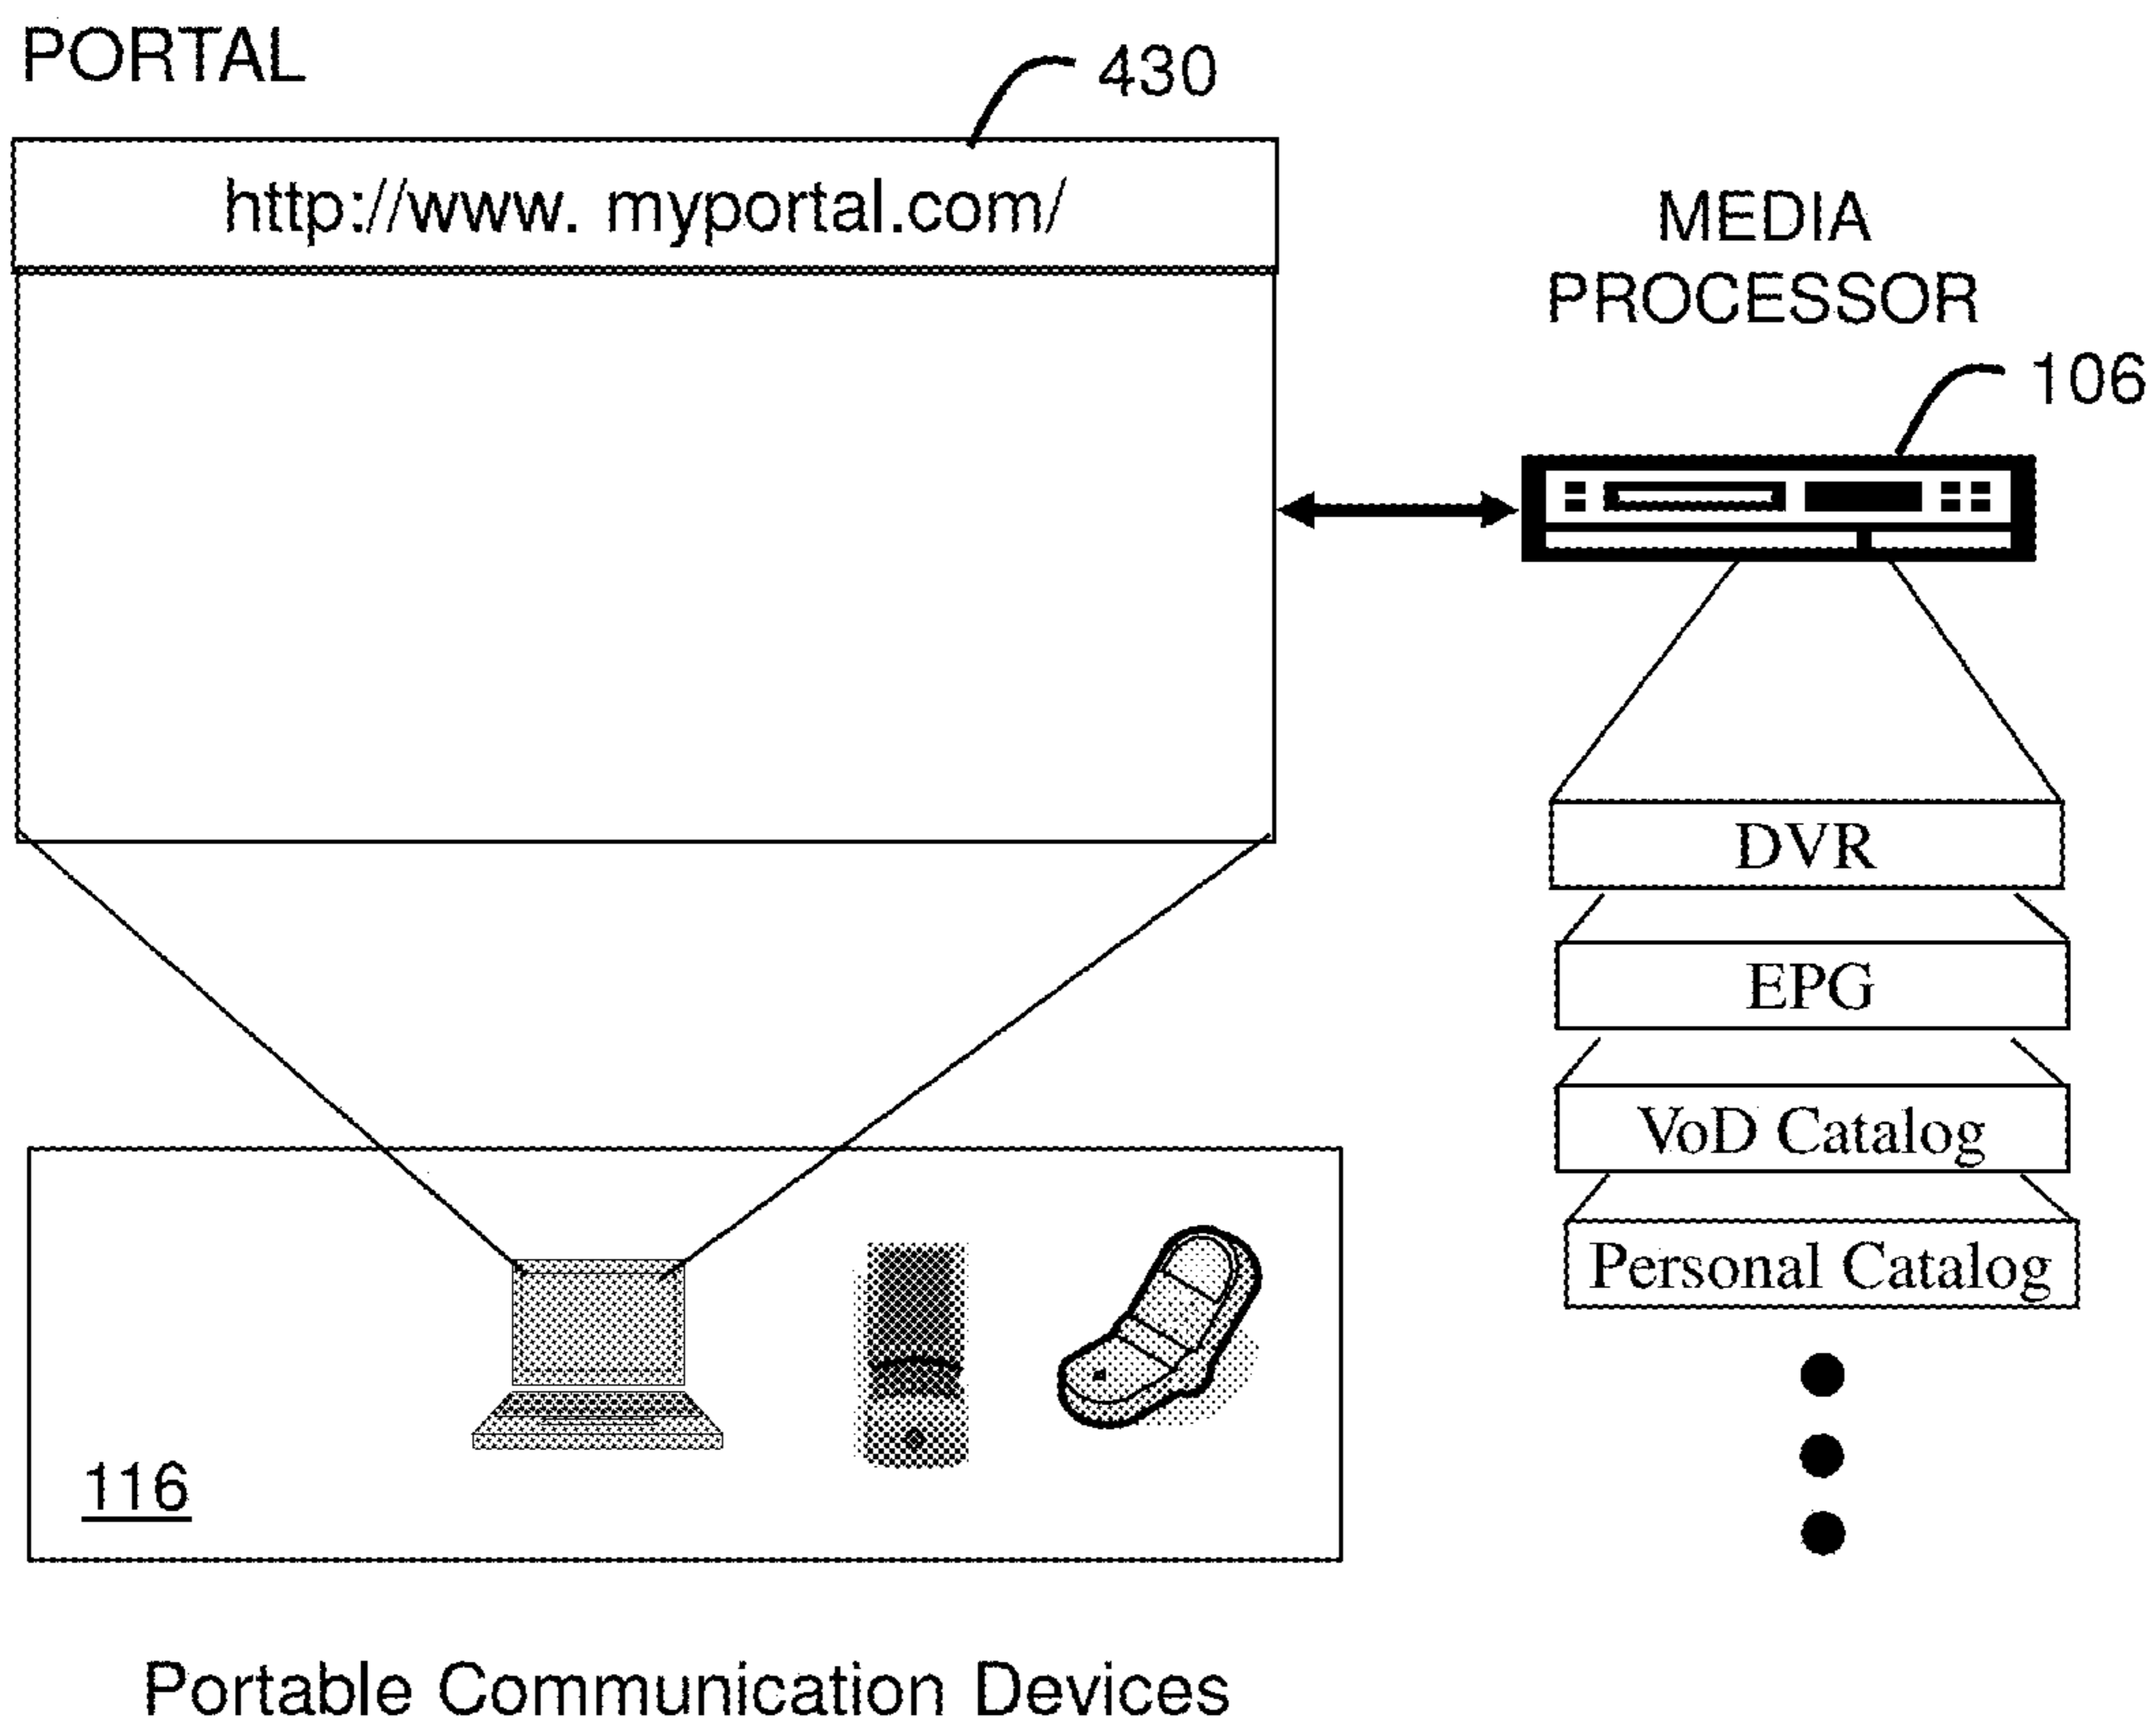 PORTAL
430
http://www. myportal.com/
MEDIA
PROCESSOR
106
DVR
EPG
VoD Catalog
Personal Catalog
116
Portable Communication Devices